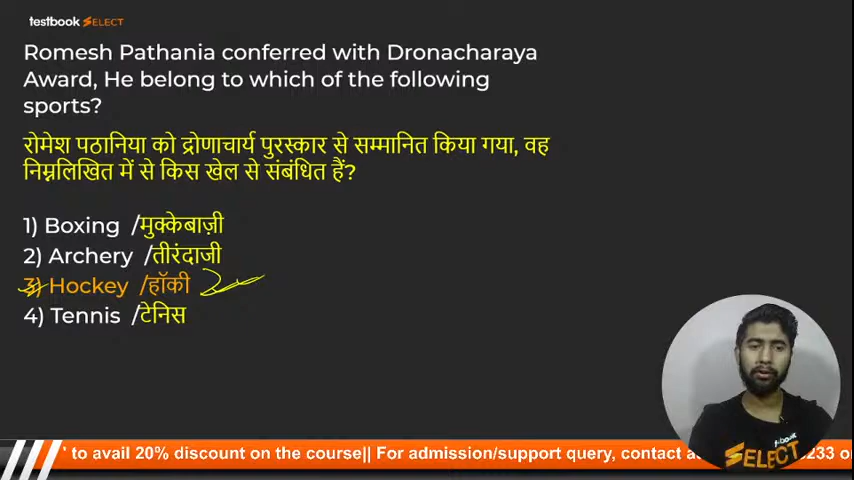 testbook SELECT
Romesh Pathania conferred with Dronacharaya
Award, He belong to which of the following
sports?
रोमेश पठानिया को द्रोणाचार्य पुरस्कार से सम्मानित किया गया, वह
निम्नलिखित में से किस खेल से संबंधित हैं?
1) Boxing /मुक्केबाज़ी
2) Archery /तीरंदाजी
3) Hockey /हॉकी
4) Tennis /टेनिस
testbook
SELECT
' to avail 20% discount on the course|| For admission/support query, contact